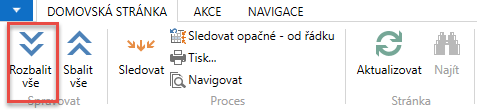 DOMOVSKÁ STRÁNKA AKCE NAVIGACE
Rozbalit vše
Sbalit vše
Sledovat
Sledovat opačné - od řádku
Tisk...
Navigovat
Aktualizovat
Najít
Spravovat
Proces
Stránka